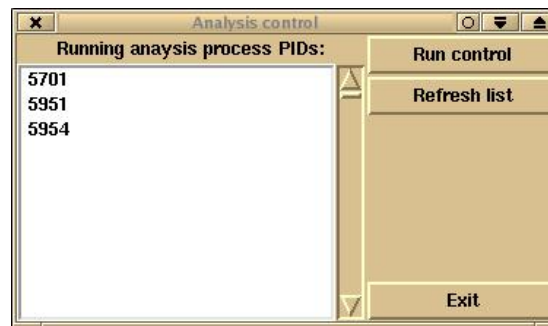 Analysis control
Running anaysis process PIDs:
5701
5951
5954
Run control
Refresh list
Exit